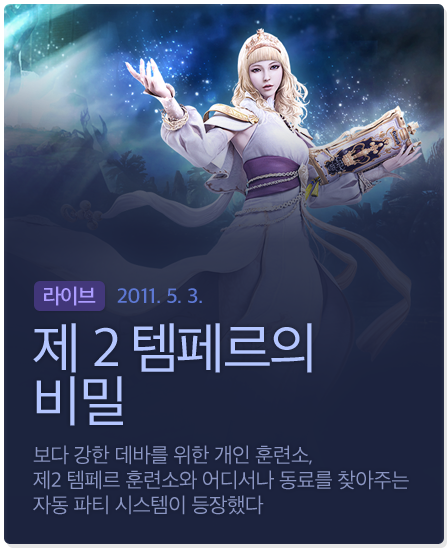 라이브 2011. 5. 3.
제 2 템페르의
비밀
보다 강한 데바를 위한 개인 훈련소,
제2 템페르 훈련소와 어디서나 동료를 찾아주는
자동 파티 시스템이 등장했다